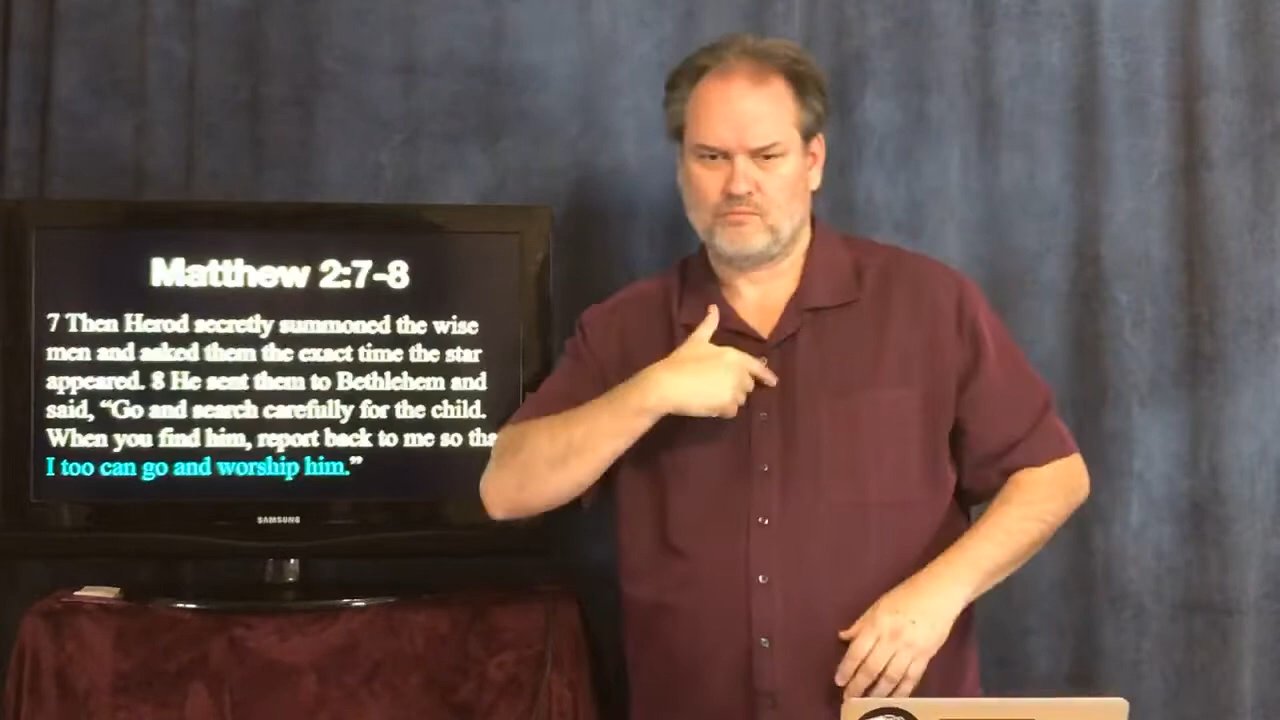 Matthew 2:7-8
7 Then Herod secretly summoned the wise
men and asked them the exact time the star
appeared. 8 He sent them to Bethlehem and
said, “Go and search carefully for the child.
When you find him, report back to me so tha
I too can go and worship him.”
SAMSUNG